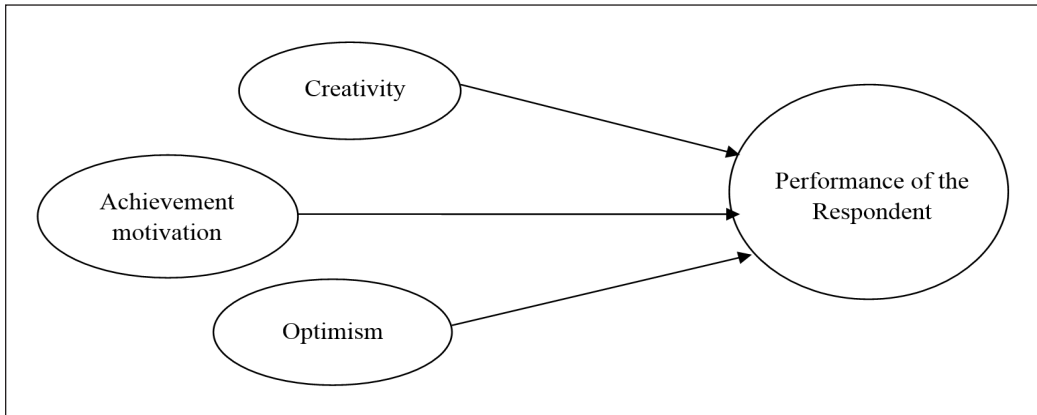 Creativity
Achievement
motivation
Optimism
Performance of the
Respondent